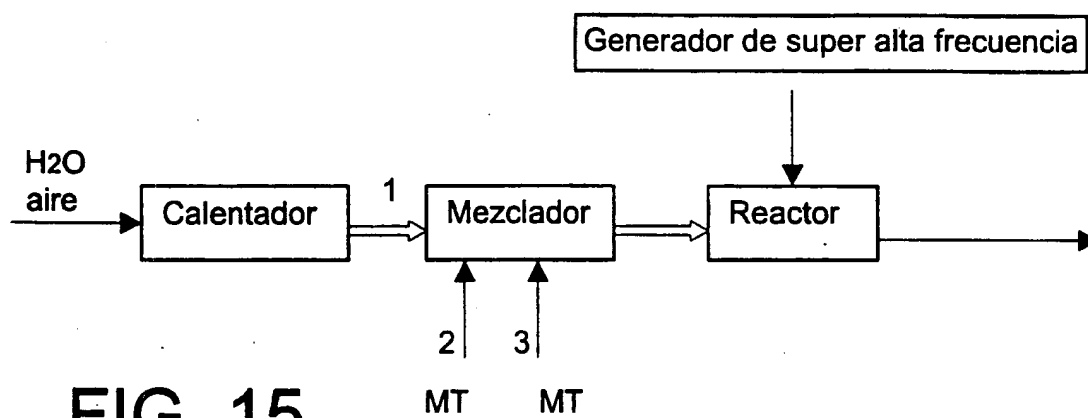 Generador de super alta frecuencia
H2O
aire
Calentador
1
Mezclador
Reactor
2
3
MT
MT
FIG. 15